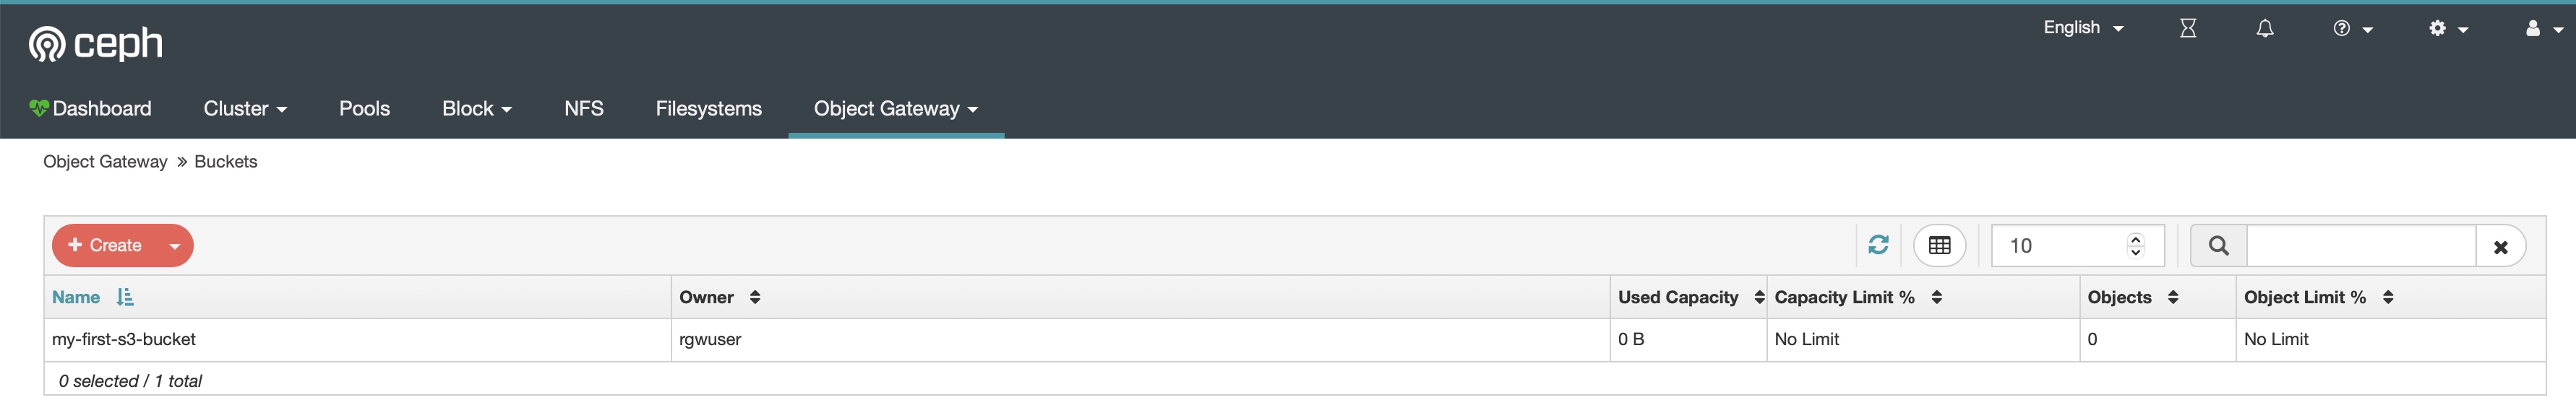 English
ceph
Dashboard Cluster Pools Block NFS Filesystems Object Gateway
Object Gateway » Buckets
+ Create 10
Name Owner Used Capacity Capacity Limit % Objects Object Limit %
my-first-s3-bucket rgwuser 0 B No Limit 0 No Limit
0 selected / 1 total